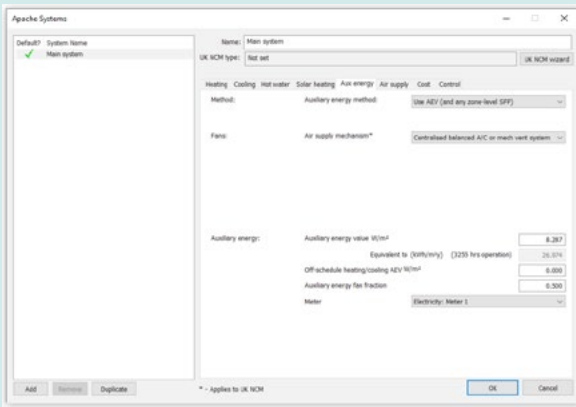 Apache Systems
Default? System Name
Main system
Name: Main system
UK NCM type: Not set UK NCM wizard
Heating Cooling Hot water Solar heating Aux energy Air supply Cost Control
Method: Auxiliary energy method: Use AEV (and any zone-level SFP)
Fans: Air supply mechanism* Centralised balanced A/C or mech vent system
Auxiliary energy: Auxiliary energy value W/m² 8.287
Equivalent to (kWh/m²y) (3255 hrs operation) 26.974
Off-schedule heating/cooling AEV W/m² 0.000
Auxiliary energy fan fraction 0.500
Meter Electricity: Meter 1
Add Remove Duplicate * - Applies to UK NCM OK Cancel